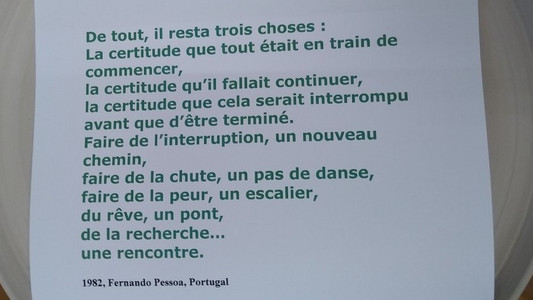 De tout, il resta trois choses :
La certitude que tout était en train de
commencer,
la certitude qu'il fallait continuer,
la certitude que cela serait interrompu
avant que d'être terminé.
Faire de l'interruption, un nouveau
chemin,
faire de la chute, un pas de danse,
faire de la peur, un escalier,
du rêve, un pont,
de la recherche...
une rencontre.
1982, Fernando Pessoa, Portugal